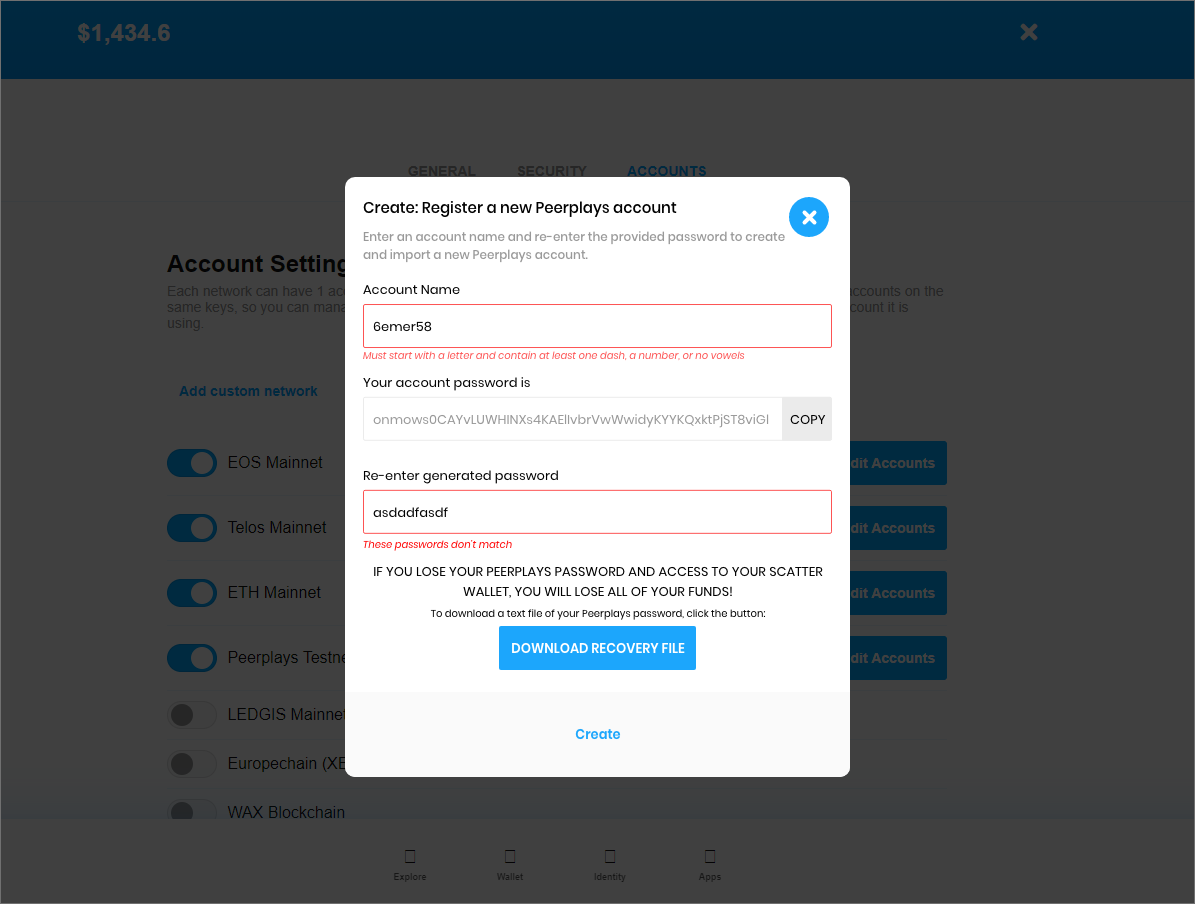 $1,434.6
GENERAL SECURITY ACCOUNTS
Create: Register a new Peerplays account
Enter an account name and re-enter the provided password to create
and import a new Peerplays account.
Account Name
6emer58
Must start with a letter and contain at least one dash, a number, or no vowels
Your account password is
COPY
Re-enter generated password
asdadfasdf
These passwords don't match
IF YOU LOSE YOUR PEERPLAYS PASSWORD AND ACCESS TO YOUR SCATTER
WALLET, YOU WILL LOSE ALL OF YOUR FUNDS!
To download a text file of your Peerplays password, click the button:
DOWNLOAD RECOVERY FILE
Create
Account Setting
Each network can have 1 acc accounts on the
same keys, so you can mana count it is
using.
Add custom network
EOS Mainnet dit Accounts
Telos Mainnet dit Accounts
ETH Mainnet dit Accounts
Peerplays Testne dit Accounts
LEDGIS Mainnet
Europechain (XE
WAX Blockchain
Explore Wallet Identity Apps